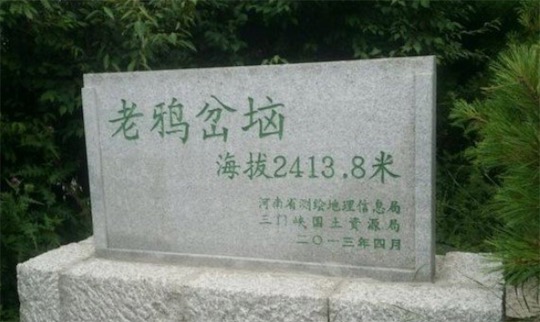 老鸦岔垴
海拔2413.8米
河南省测绘地理信息局
三门峡国土資源局
二〇一三年四月